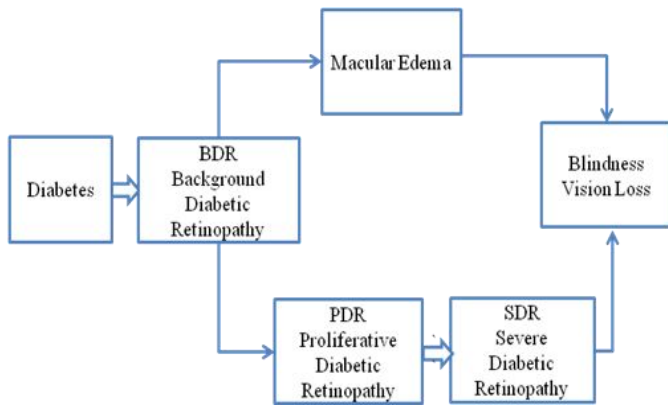 Macular Edema
Diabetes
BDR
Background
Diabetic
Retinopathy
Blindness
Vision Loss
PDR
Proliferative
Diabetic
Retinopathy
SDR
Severe
Diabetic
Retinopathy